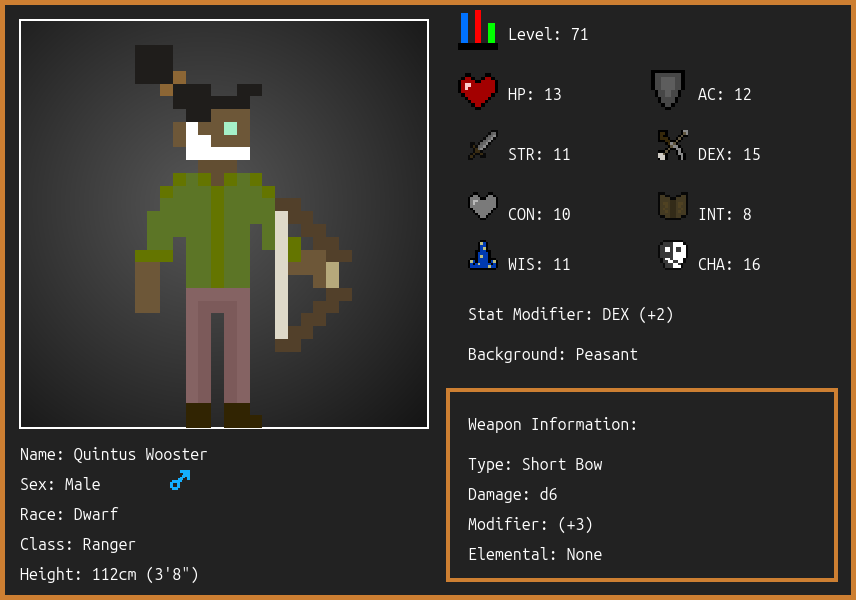 Level: 71
HP: 13
AC: 12
STR: 11
DEX: 15
CON: 10
INT: 8
WIS: 11
CHA: 16
Stat Modifier: DEX (+2)
Background: Peasant
Weapon Information:
Type: Short Bow
Damage: d6
Modifier: (+3)
Elemental: None
Name: Quintus Wooster
Sex: Male
Race: Dwarf
Class: Ranger
Height: 112cm (3'8")